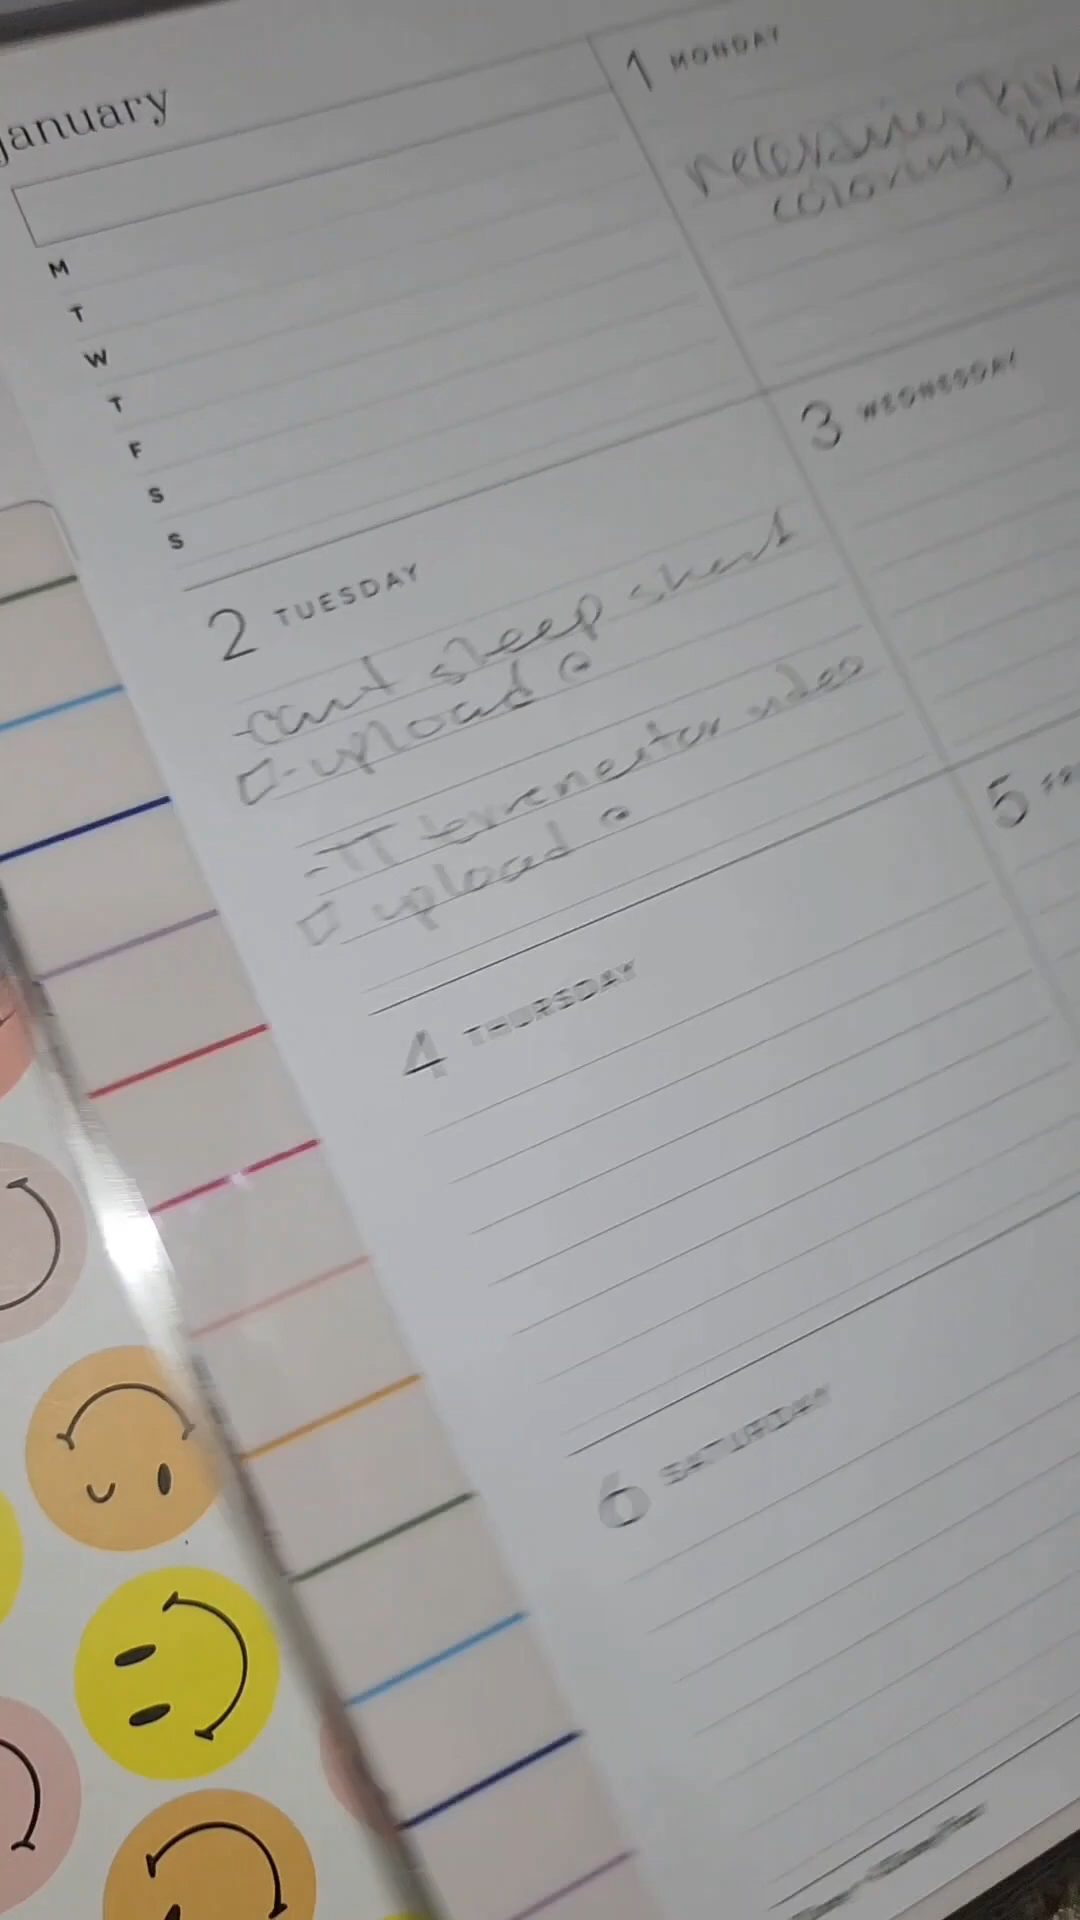 january
M
T
W
T
F
S
S
1 MONDAY
coloring
2 TUESDAY
-cant sleep short
upload @
-TT video
upload @
3 WEDNESDAY
4 THURSDAY
5
6 SATURDAY